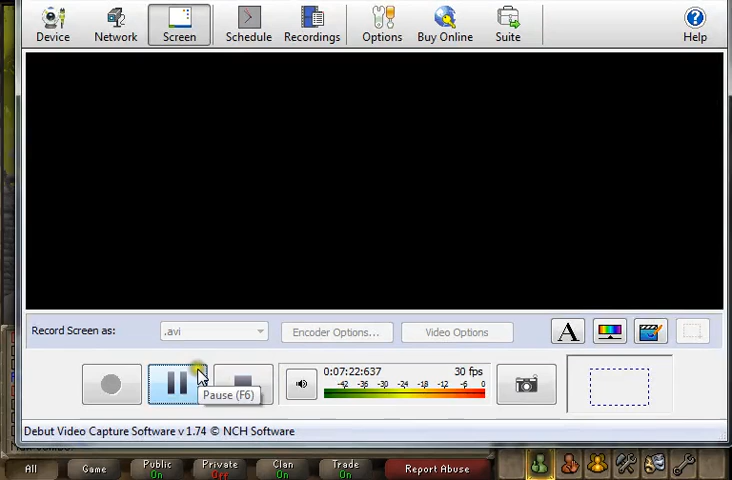 Device Network Screen Schedule Recordings Options Buy Online Suite Help
Record Screen as: .avi Encoder Options... Video Options
A
0:07:22:637 30 fps
-42 -36 -30 -24 -18 -12 -6 0
Pause (F6)
Debut Video Capture Software v 1.74 © NCH Software
All Game Public Private Clan Trade Report Abuse
On Off On On